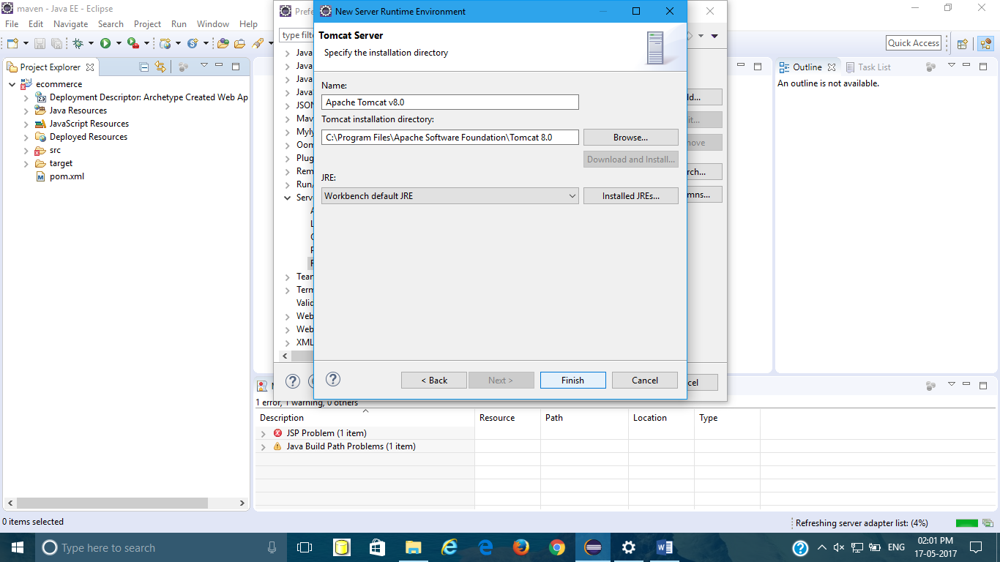 maven - Java EE - Eclipse
File Edit Navigate Search Project Run Window Help
Quick Access
Project Explorer
ecommerce
Deployment Descriptor: Archetype Created Web Ap
Java Resources
JavaScript Resources
Deployed Resources
src
target
pom.xml
Prefe
type filte
Java
Java
Java
Java
JSON
Mav
Myly
Oom
Plug
Rem
Run/
Serv
Tear
Term
Valid
Web
Web
XML
New Server Runtime Environment
Tomcat Server
Specify the installation directory
Name:
Apache Tomcat v8.0
Tomcat installation directory:
C:\Program Files\Apache Software Foundation\Tomcat 8.0
Browse...
Download and Install...
JRE:
Workbench default JRE
Installed JREs...
< Back Next > Finish Cancel
Outline Task List
An outline is not available.
1 error, 1 warning, 0 others
Description Resource Path Location Type
JSP Problem (1 item)
Java Build Path Problems (1 item)
0 items selected
Refreshing server adapter list: (4%)
Type here to search
ENG
02:01 PM
17-05-2017